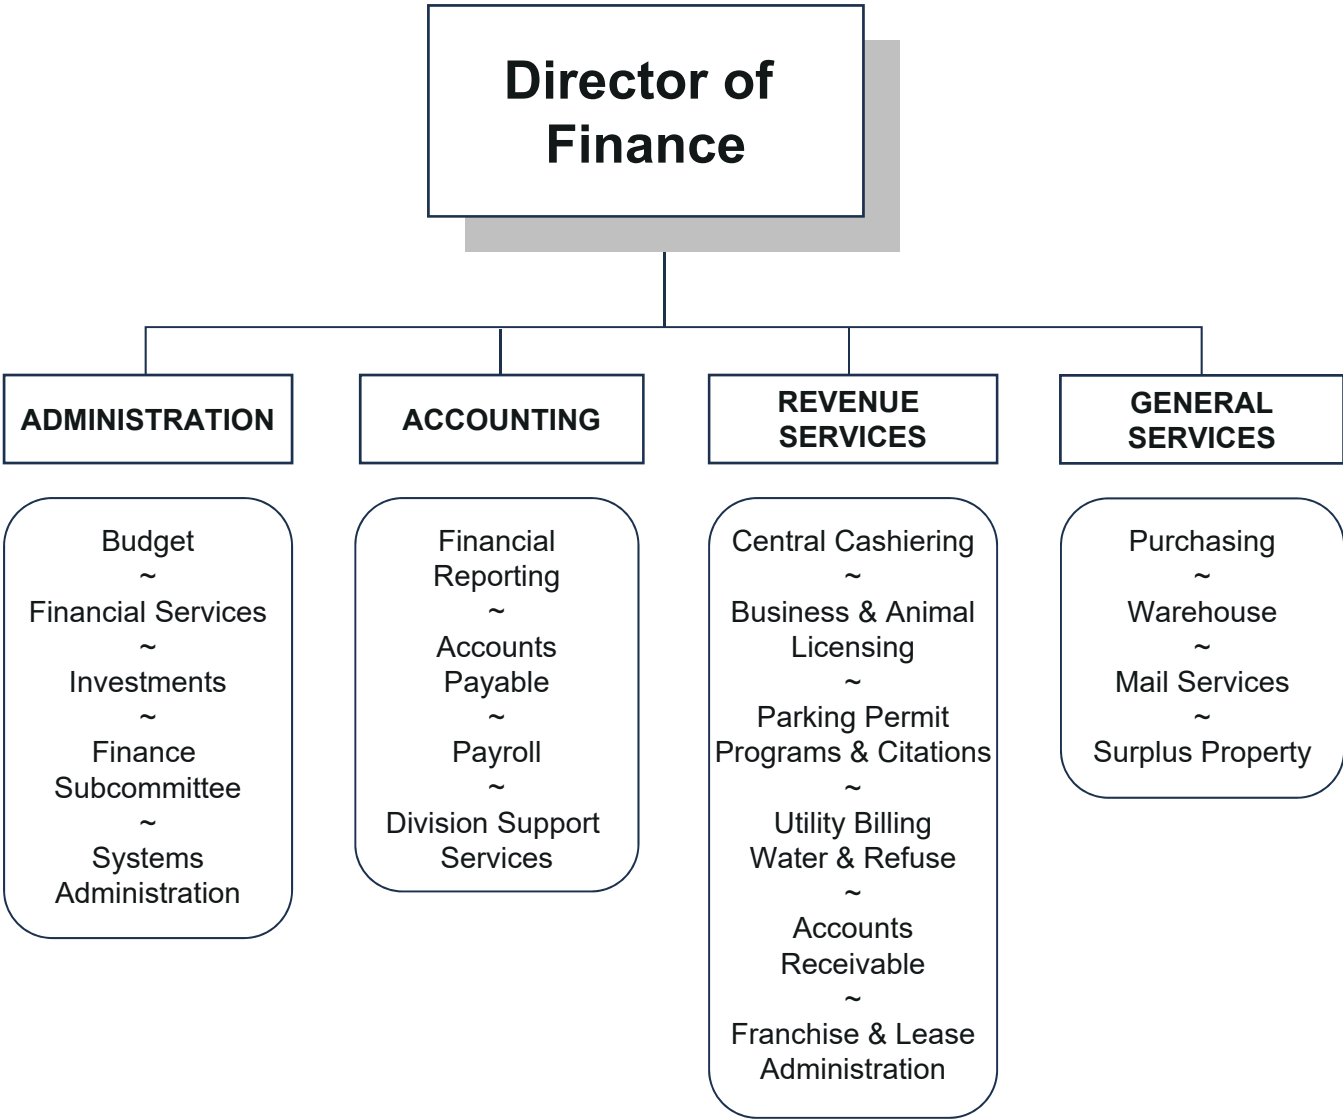 Director of
Finance
ADMINISTRATION
Budget
~
Financial Services
~
Investments
~
Finance
Subcommittee
~
Systems
Administration
ACCOUNTING
Financial
Reporting
~
Accounts
Payable
~
Payroll
~
Division Support
Services
REVENUE
SERVICES
Central Cashiering
~
Business & Animal
Licensing
~
Parking Permit
Programs & Citations
~
Utility Billing
Water & Refuse
~
Accounts
Receivable
~
Franchise & Lease
Administration
GENERAL
SERVICES
Purchasing
~
Warehouse
~
Mail Services
~
Surplus Property